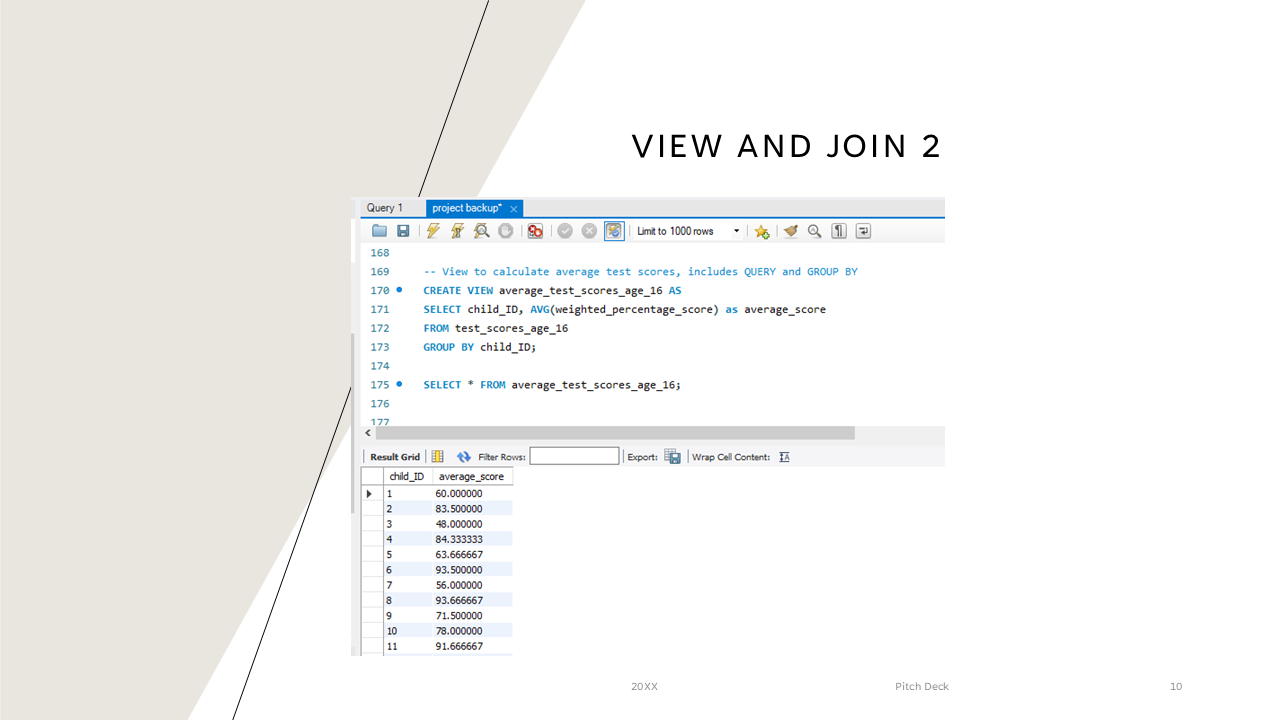 VIEW AND JOIN 2
Query 1 project backup*
Limit to 1000 rows
168
169 -- View to calculate average test scores, includes QUERY and GROUP BY
170 CREATE VIEW average_test_scores_age_16 AS
171 SELECT child_ID, AVG(weighted_percentage_score) as average_score
172 FROM test_scores_age_16
173 GROUP BY child_ID;
174
175 SELECT * FROM average_test_scores_age_16;
176
177
Result Grid Filter Rows: Export: Wrap Cell Content:
child_ID average_score
1 60.000000
2 83.500000
3 48.000000
4 84.333333
5 63.666667
6 93.500000
7 56.000000
8 93.666667
9 71.500000
10 78.000000
11 91.666667
20XX Pitch Deck 10